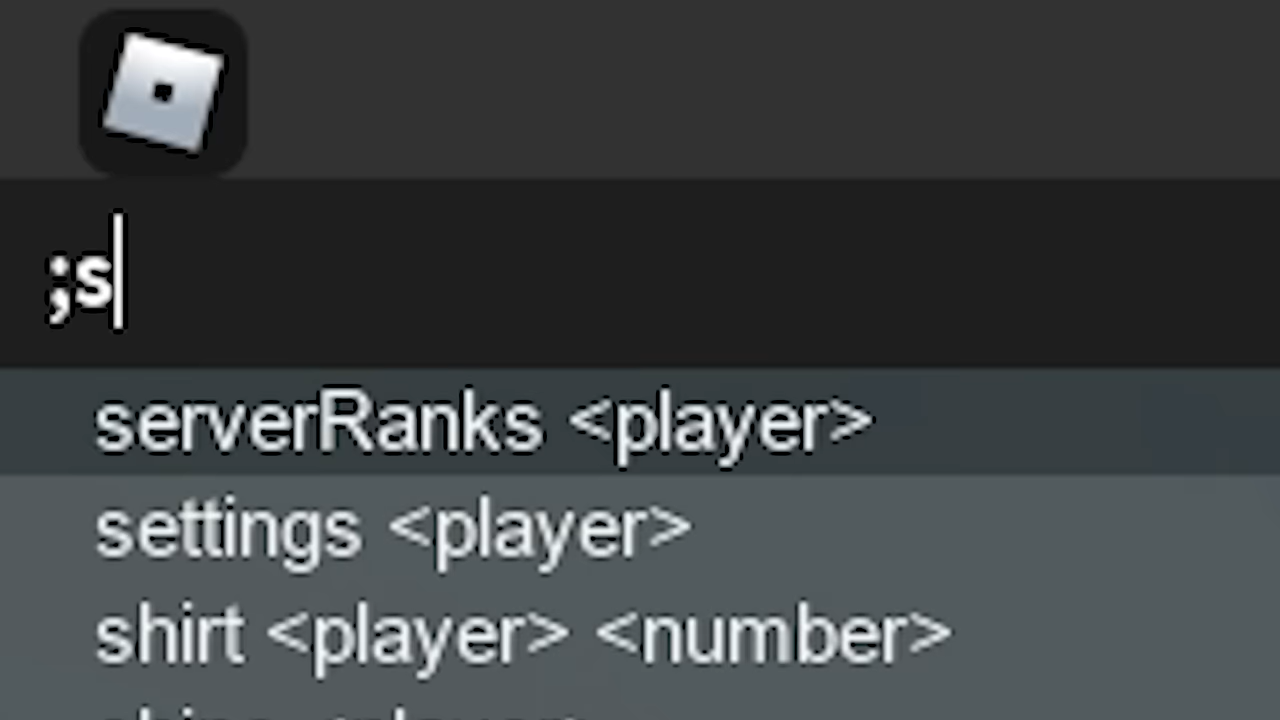 ;s
serverRanks <player>
settings <player>
shirt <player> <number>